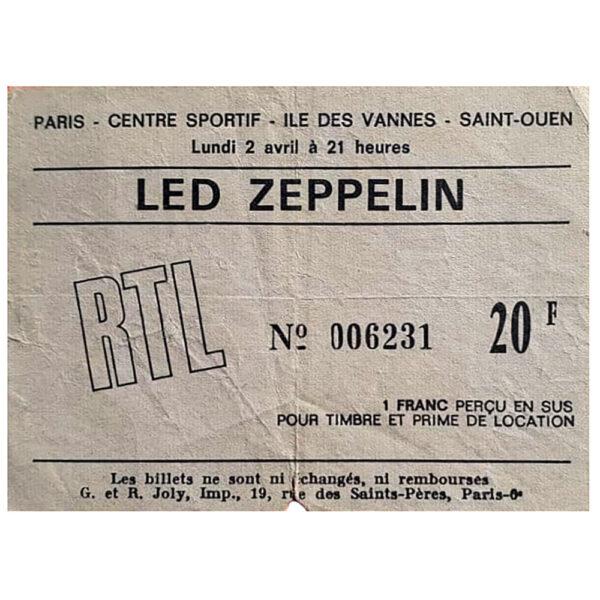 PARIS - CENTRE SPORTIF - ILE DES VANNES - SAINT-OUEN
Lundi 2 avril à 21 heures
LED ZEPPELIN
RTL
Nº 006231
20 F
1 FRANC PERÇU EN SUS
POUR TIMBRE ET PRIME DE LOCATION
Les billets ne sont ni échangés, ni rembourses
G. et R. Joly, Imp., 19, rue des Saints-Pères, Paris-6e